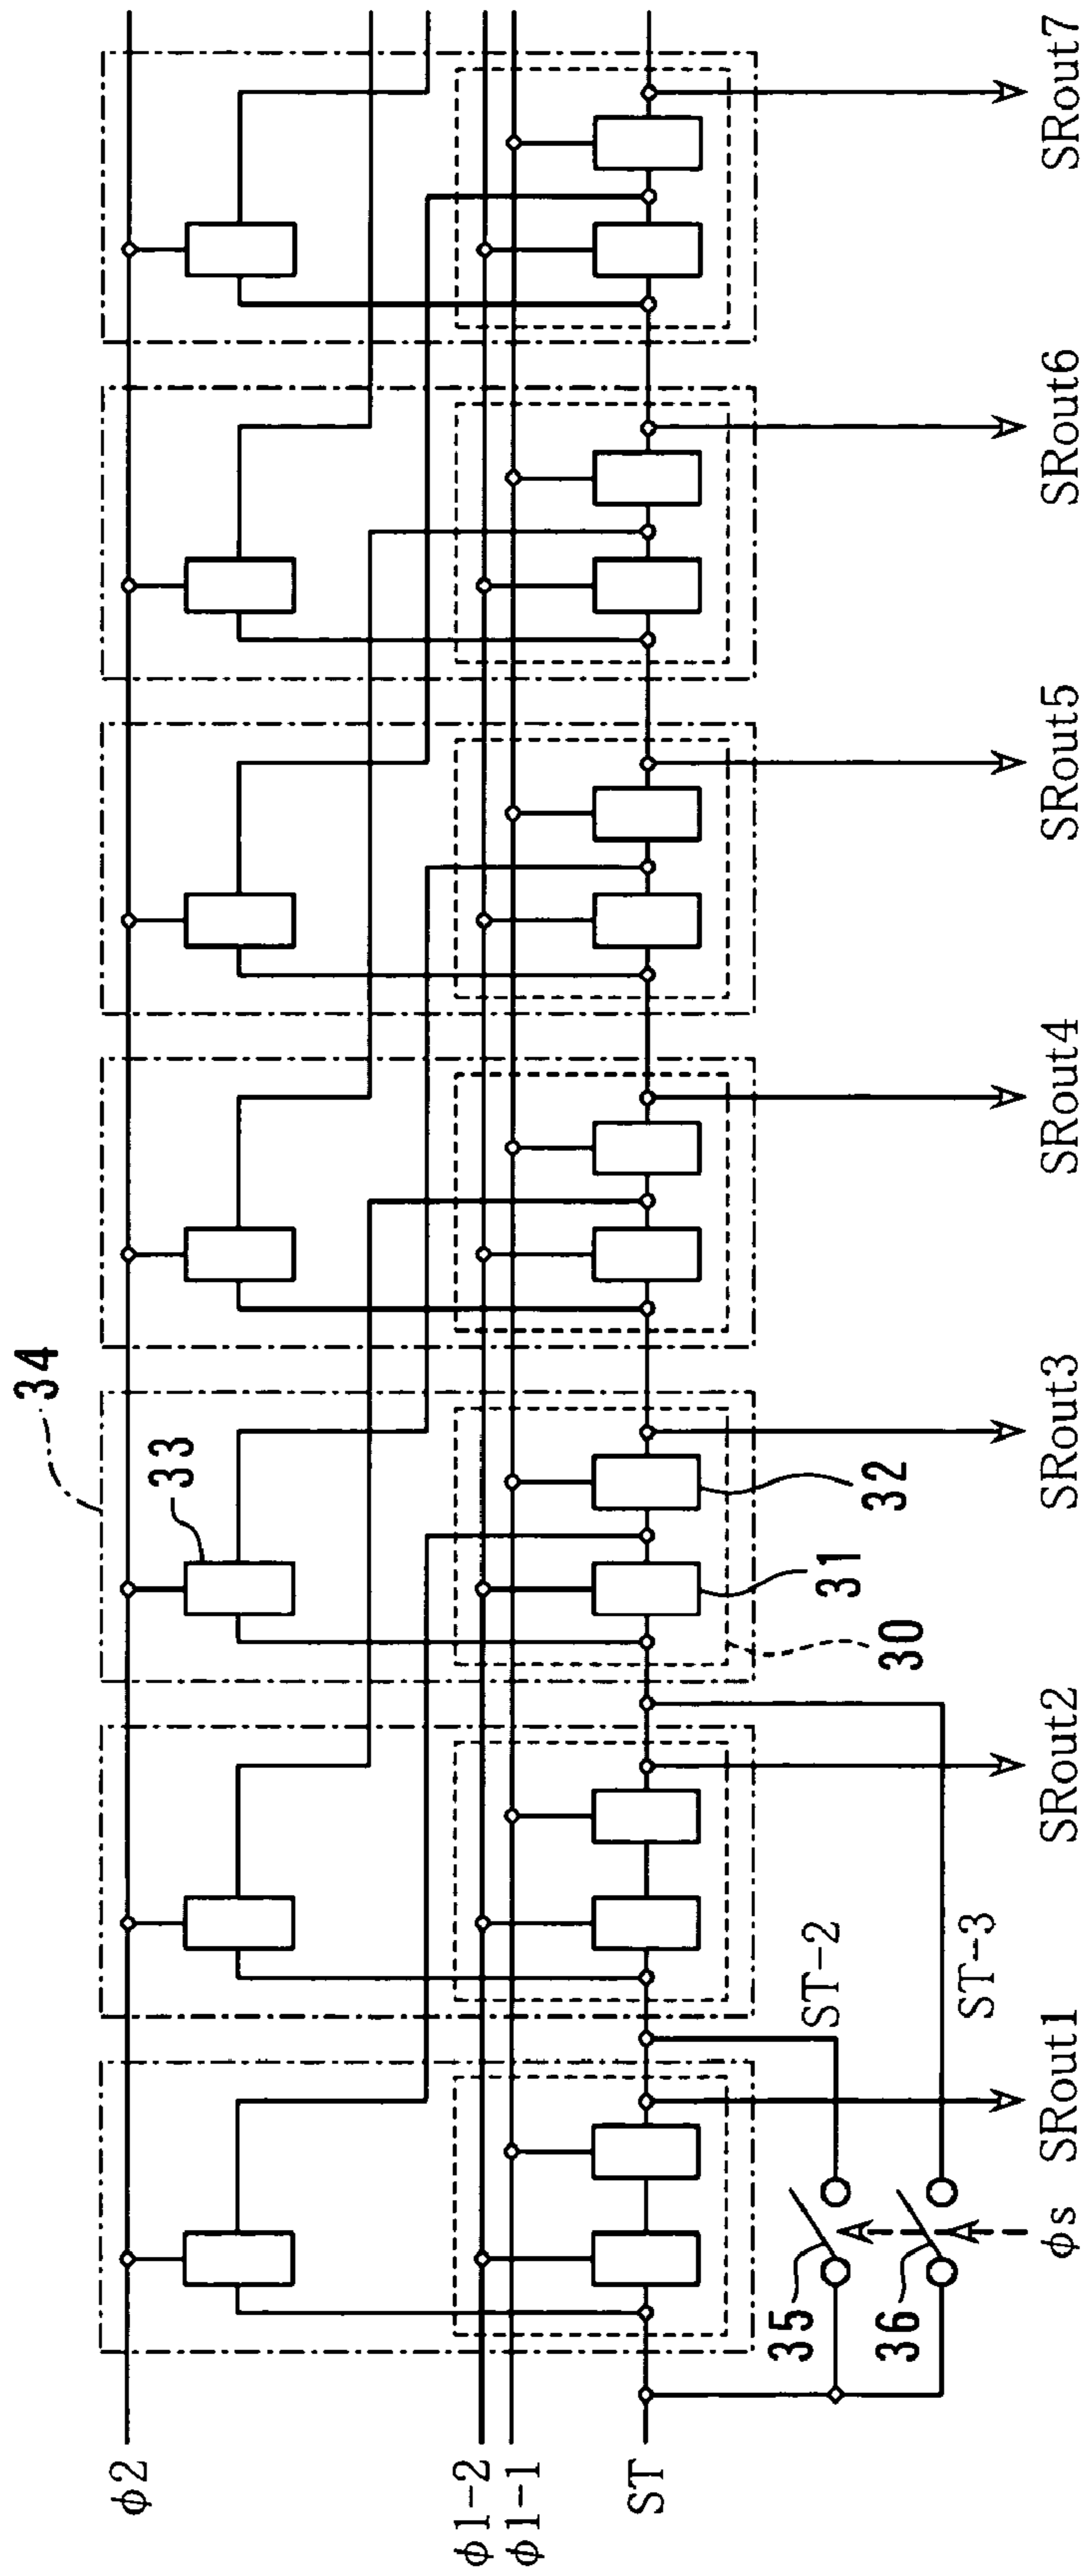 φ2
φ1-2
φ1-1
ST
34
33
32
31
30
35
36
ST-2
ST-3
φs
SRout1
SRout2
SRout3
SRout4
SRout5
SRout6
SRout7